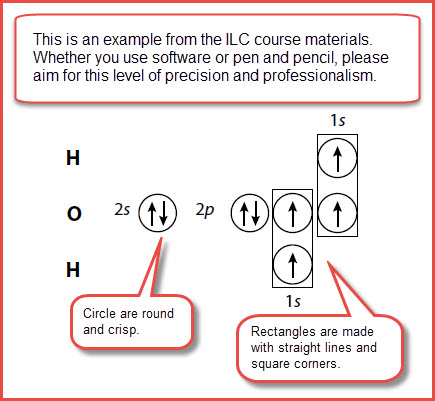 This is an example from the ILC course materials.
Whether you use software or pen and pencil, please
aim for this level of precision and professionalism.
1s
H
O 2s 2p
H
1s
Circle are round
and crisp.
Rectangles are made
with straight lines and
square corners.